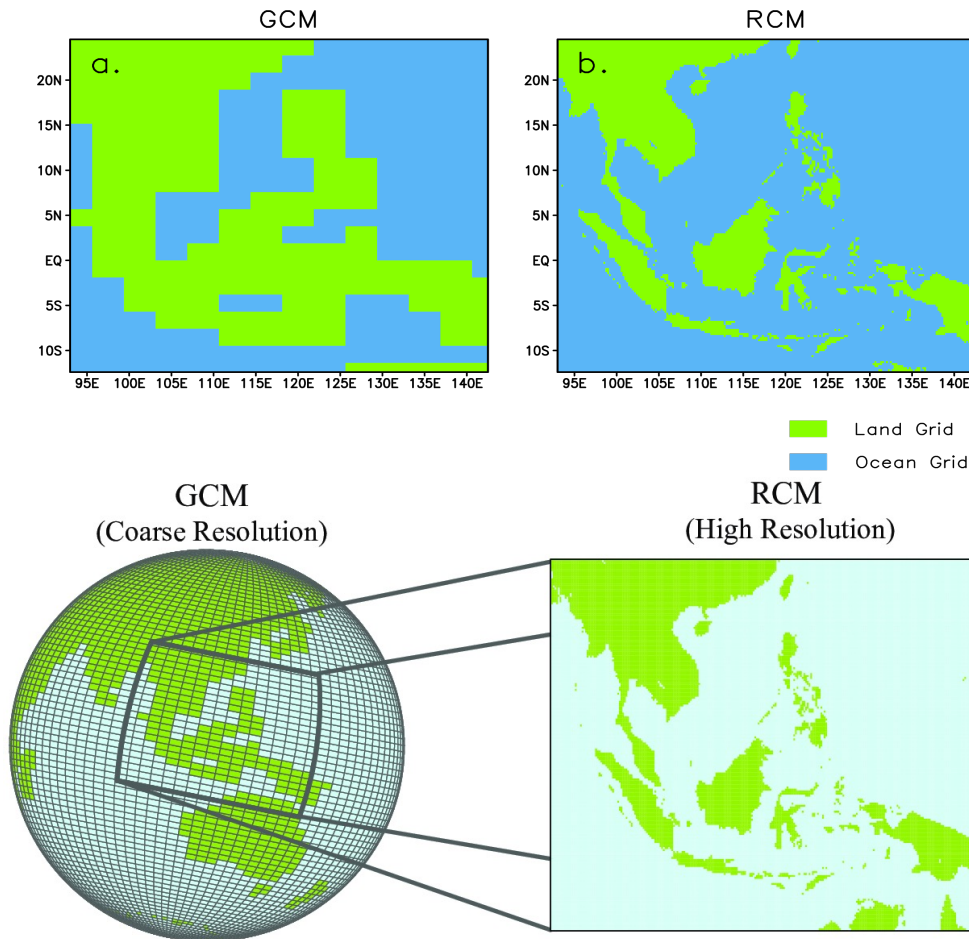 GCM
RCM
a.
b.
20N
15N
10N
5N
EQ
5S
10S
95E 100E 105E 110E 115E 120E 125E 130E 135E 140E
20N
15N
10N
5N
EQ
5S
10S
95E 100E 105E 110E 115E 120E 125E 130E 135E 140E
Land Grid
Ocean Grid
GCM
(Coarse Resolution)
RCM
(High Resolution)